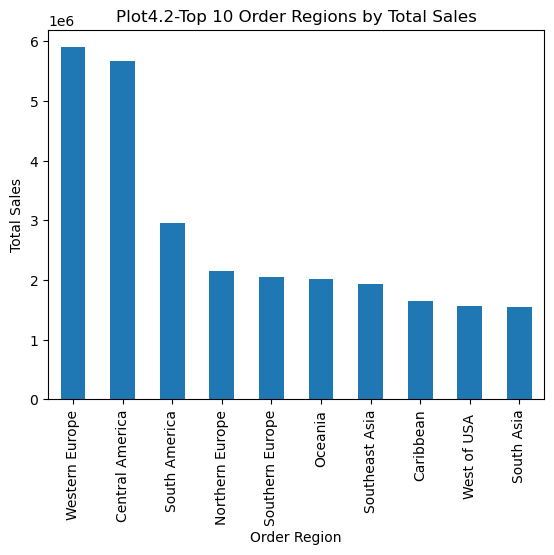 Plot4.2-Top 10 Order Regions by Total Sales
1e6
6
5
4
3
2
1
0
Total Sales
Western Europe
Central America
South America
Northern Europe
Southern Europe
Oceania
Southeast Asia
Caribbean
West of USA
South Asia
Order Region